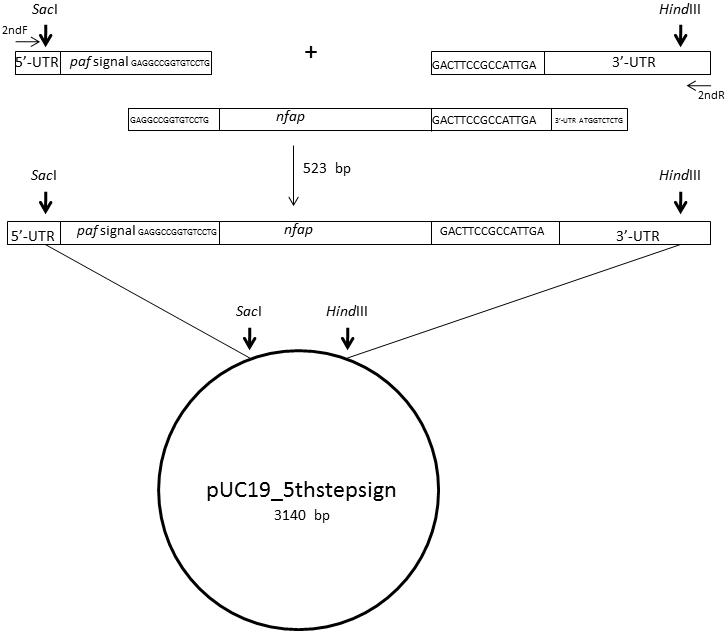 SacI
HindIII
2ndF
5’-UTR paf signal GAGGCCGGTGTCCTG
+
GACTTCCGCCATTGA 3’-UTR
2ndR
GAGGCCGGTGTCCTG nfap GACTTCCGCCATTGA 3’-UTR ATGGTCTCTG
523 bp
SacI
HindIII
5’-UTR paf signal GAGGCCGGTGTCCTG nfap GACTTCCGCCATTGA 3’-UTR
SacI
HindIII
pUC19_5thstepsign
3140 bp